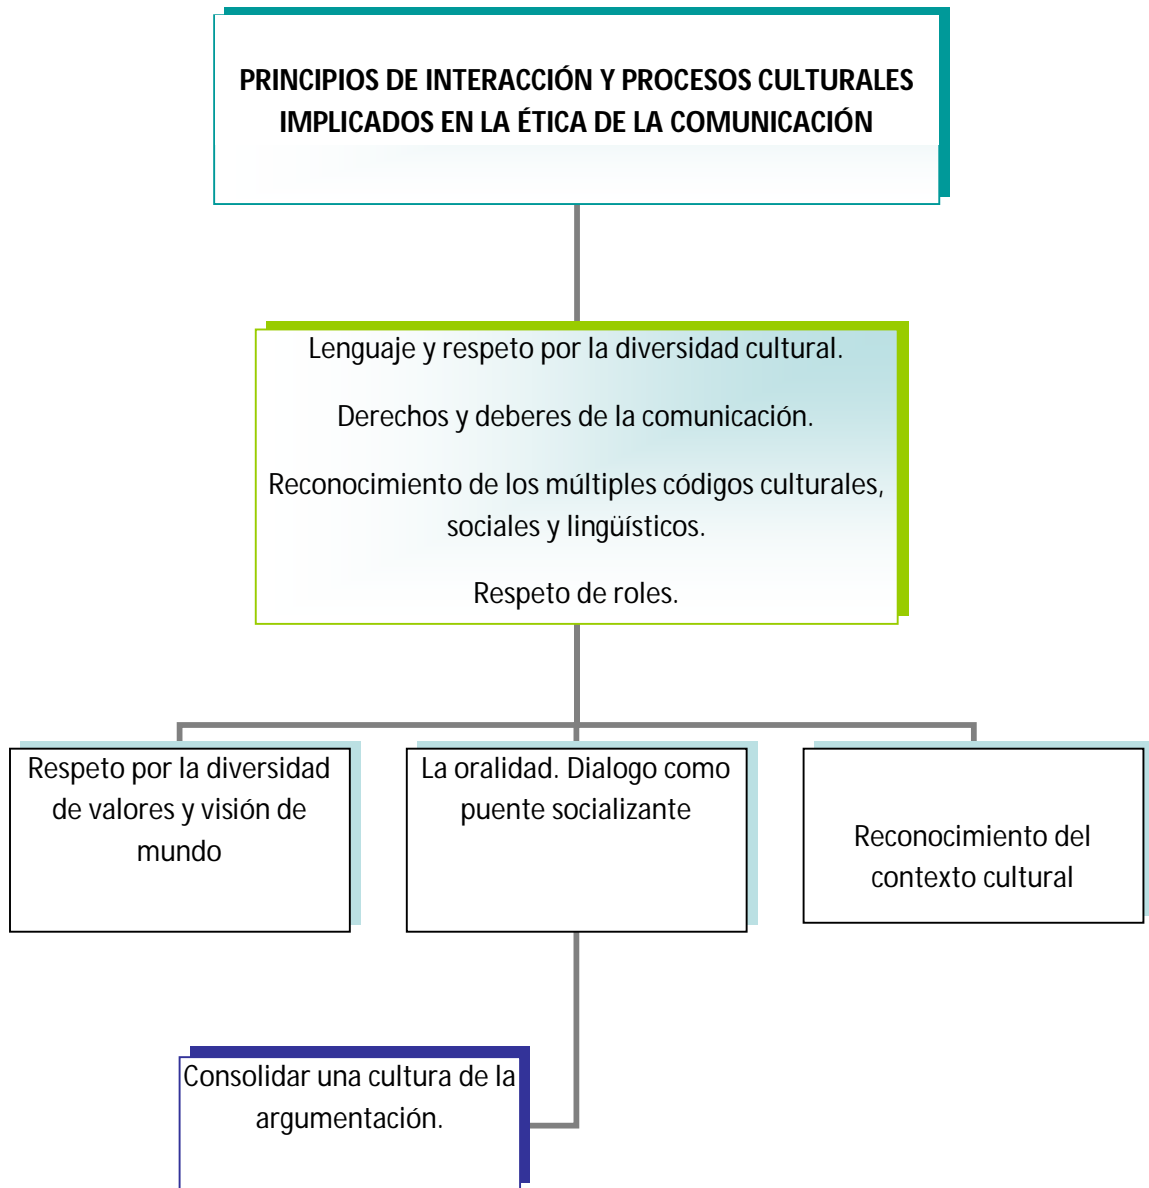 PRINCIPIOS DE INTERACCIÓN Y PROCESOS CULTURALES
IMPLICADOS EN LA ÉTICA DE LA COMUNICACIÓN
Lenguaje y respeto por la diversidad cultural.
Derechos y deberes de la comunicación.
Reconocimiento de los múltiples códigos culturales,
sociales y lingüísticos.
Respeto de roles.
Respeto por la diversidad
de valores y visión de
mundo
La oralidad. Dialogo como
puente socializante
Reconocimiento del
contexto cultural
Consolidar una cultura de la
argumentación.